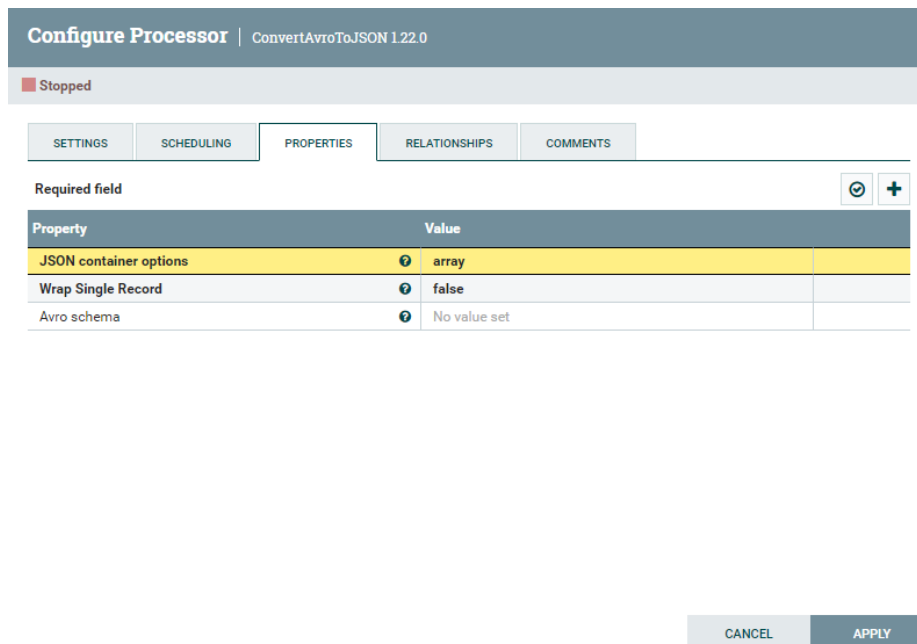 Configure Processor | ConvertAvroToJSON 1.22.0
Stopped
SETTINGS SCHEDULING PROPERTIES RELATIONSHIPS COMMENTS
Required field
Property Value
JSON container options array
Wrap Single Record false
Avro schema No value set
CANCEL APPLY